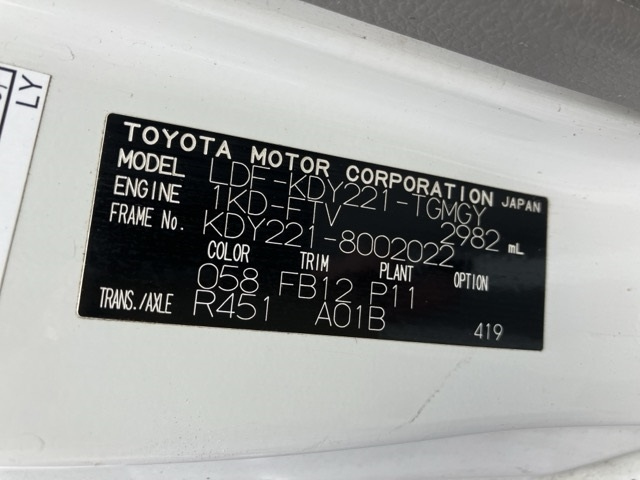 LY
TOYOTA MOTOR CORPORATION JAPAN
MODEL LDF-KDY221-TGMGY
ENGINE 1KD-FTV 2982 mL
FRAME No. KDY221-8002022
COLOR TRIM PLANT OPTION
058 FB12 P11
TRANS./AXLE R451 A01B 419